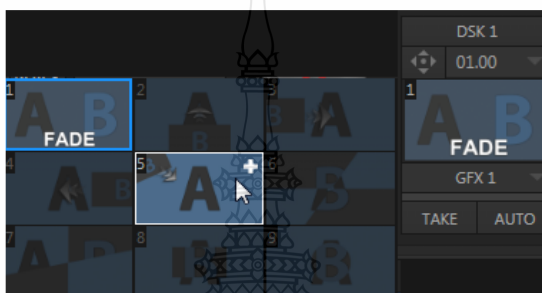 DSK 1
01.00
1 A B FADE
2 B
3 A
1 A B FADE
4 A
5 B A
6 B
GFX 1
TAKE AUTO
7 A
8
9